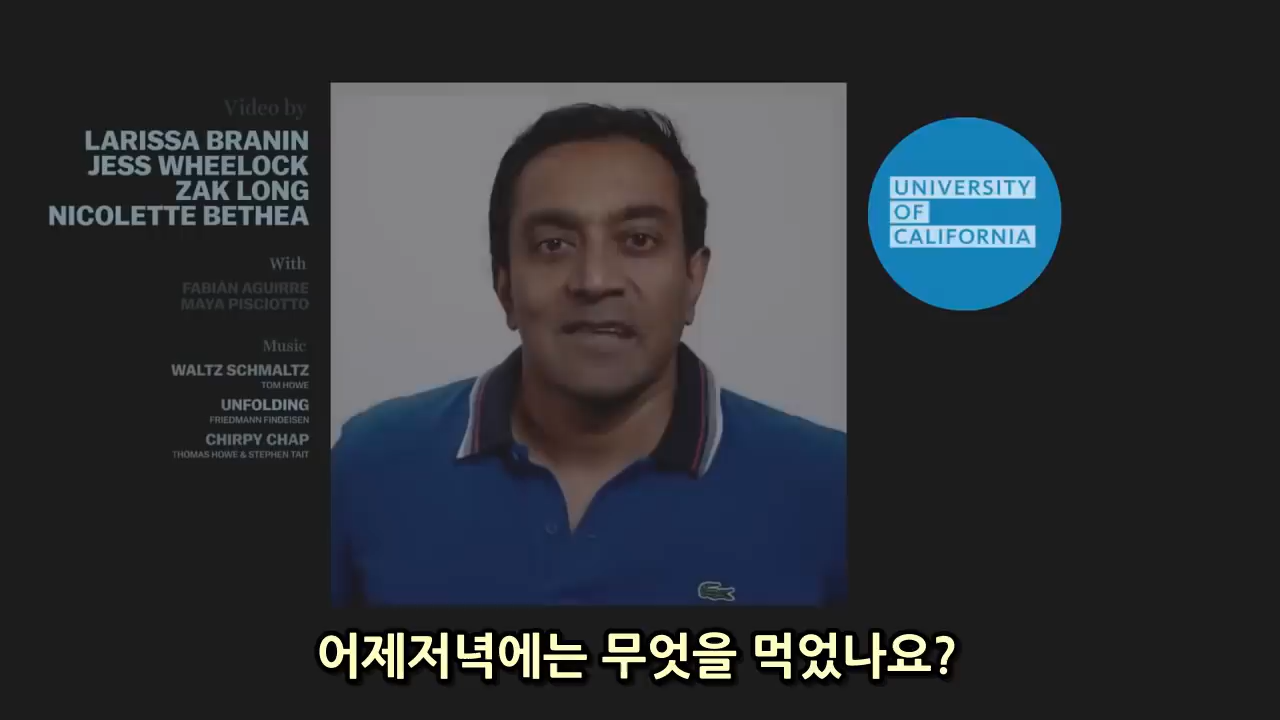 Video by
LARISSA BRANIN
JESS WHEELOCK
ZAK LONG
NICOLETTE BETHEA
With
FABIÁN AGUIRRE
MAYA PISCIOTTO
Music
WALTZ SCHMALTZ
TOM HOWE
UNFOLDING
FRIEDMANN FINDEISEN
CHIRPY CHAP
THOMAS HOWE & STEPHEN TAIT
UNIVERSITY
OF
CALIFORNIA
어제저녁에는 무엇을 먹었나요?